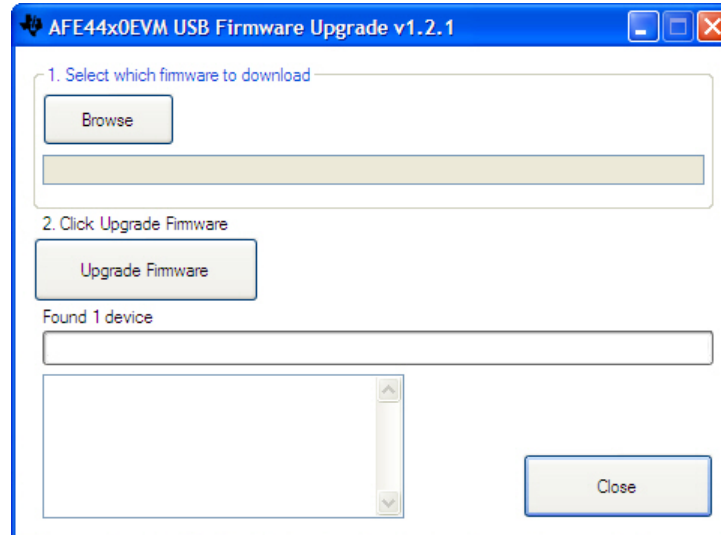 AFE44x0EVM USB Firmware Upgrade v1.2.1
1. Select which firmware to download
Browse
2. Click Upgrade Firmware
Upgrade Firmware
Found 1 device
Close